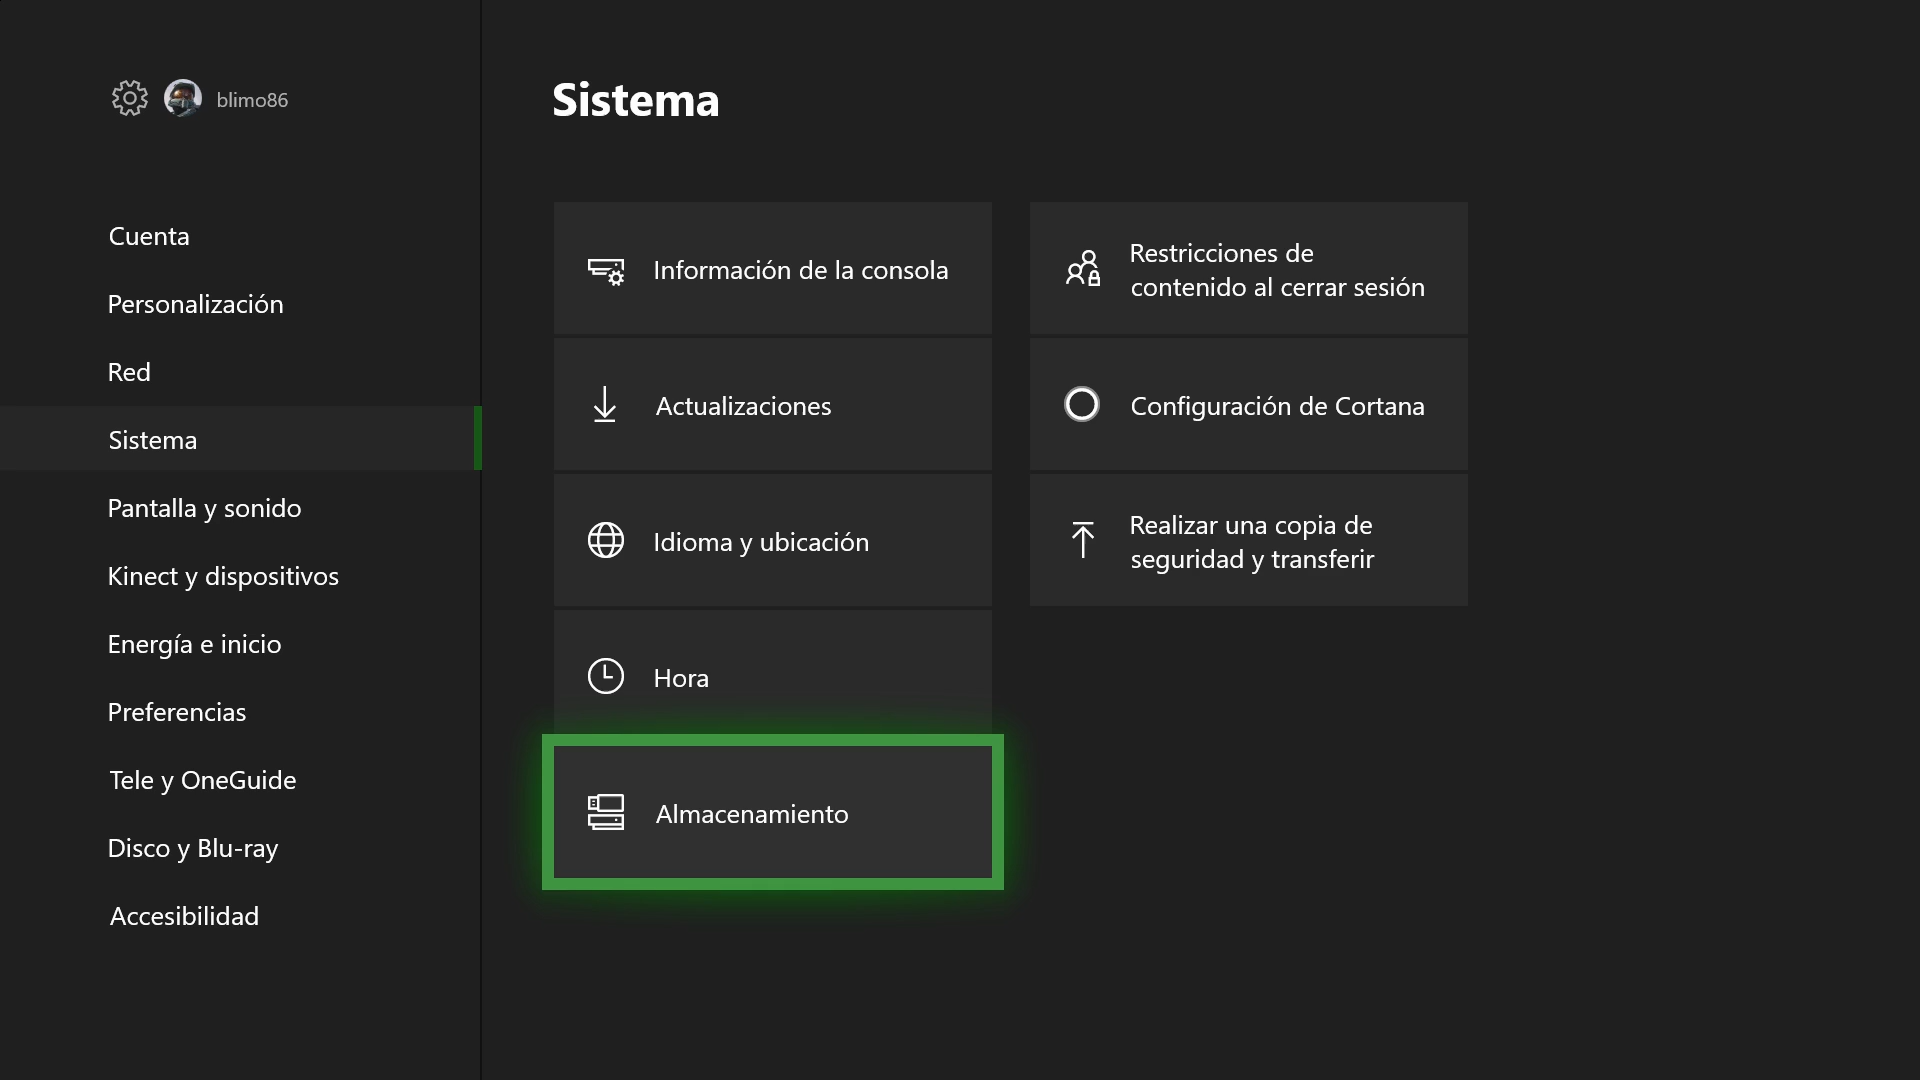 blimo86
Cuenta
Personalización
Red
Sistema
Pantalla y sonido
Kinect y dispositivos
Energía e inicio
Preferencias
Tele y OneGuide
Disco y Blu-ray
Accesibilidad
Sistema
Información de la consola
Actualizaciones
Idioma y ubicación
Hora
Almacenamiento
Restricciones de
contenido al cerrar sesión
Configuración de Cortana
Realizar una copia de
seguridad y transferir